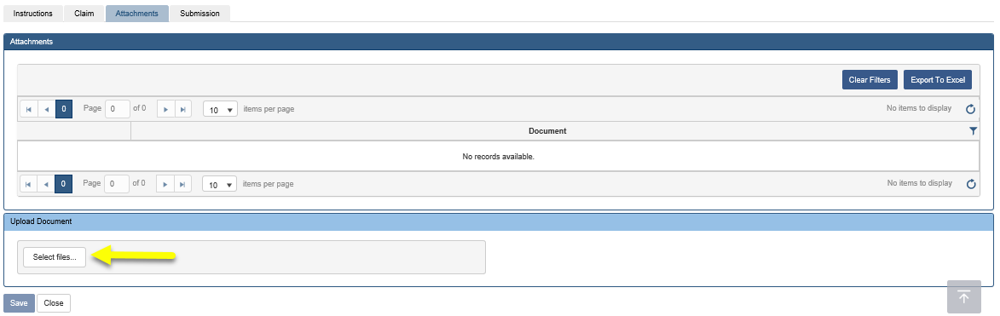 Instructions Claim Attachments Submission
Attachments
Clear Filters Export To Excel
0 Page 0 of 0 10 items per page No items to display
Document
No records available.
0 Page 0 of 0 10 items per page No items to display
Upload Document
Select files...
Save Close